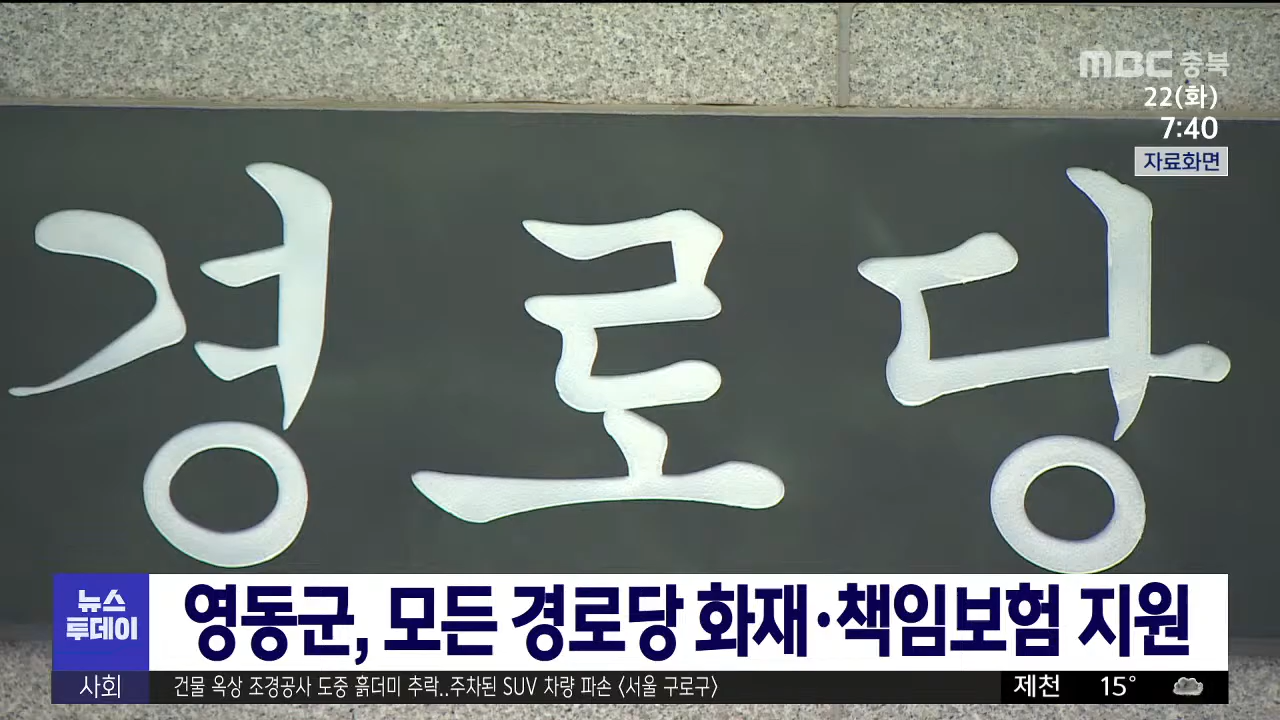 MBC 충북
22(화)
7:40
자료화면
경로당
뉴스
투데이
영동군, 모든 경로당 화재·책임보험 지원
사회
건물 옥상 조경공사 도중 흙더미 추락..주차된 SUV 차량 파손 <서울 구로구>
제천 15°